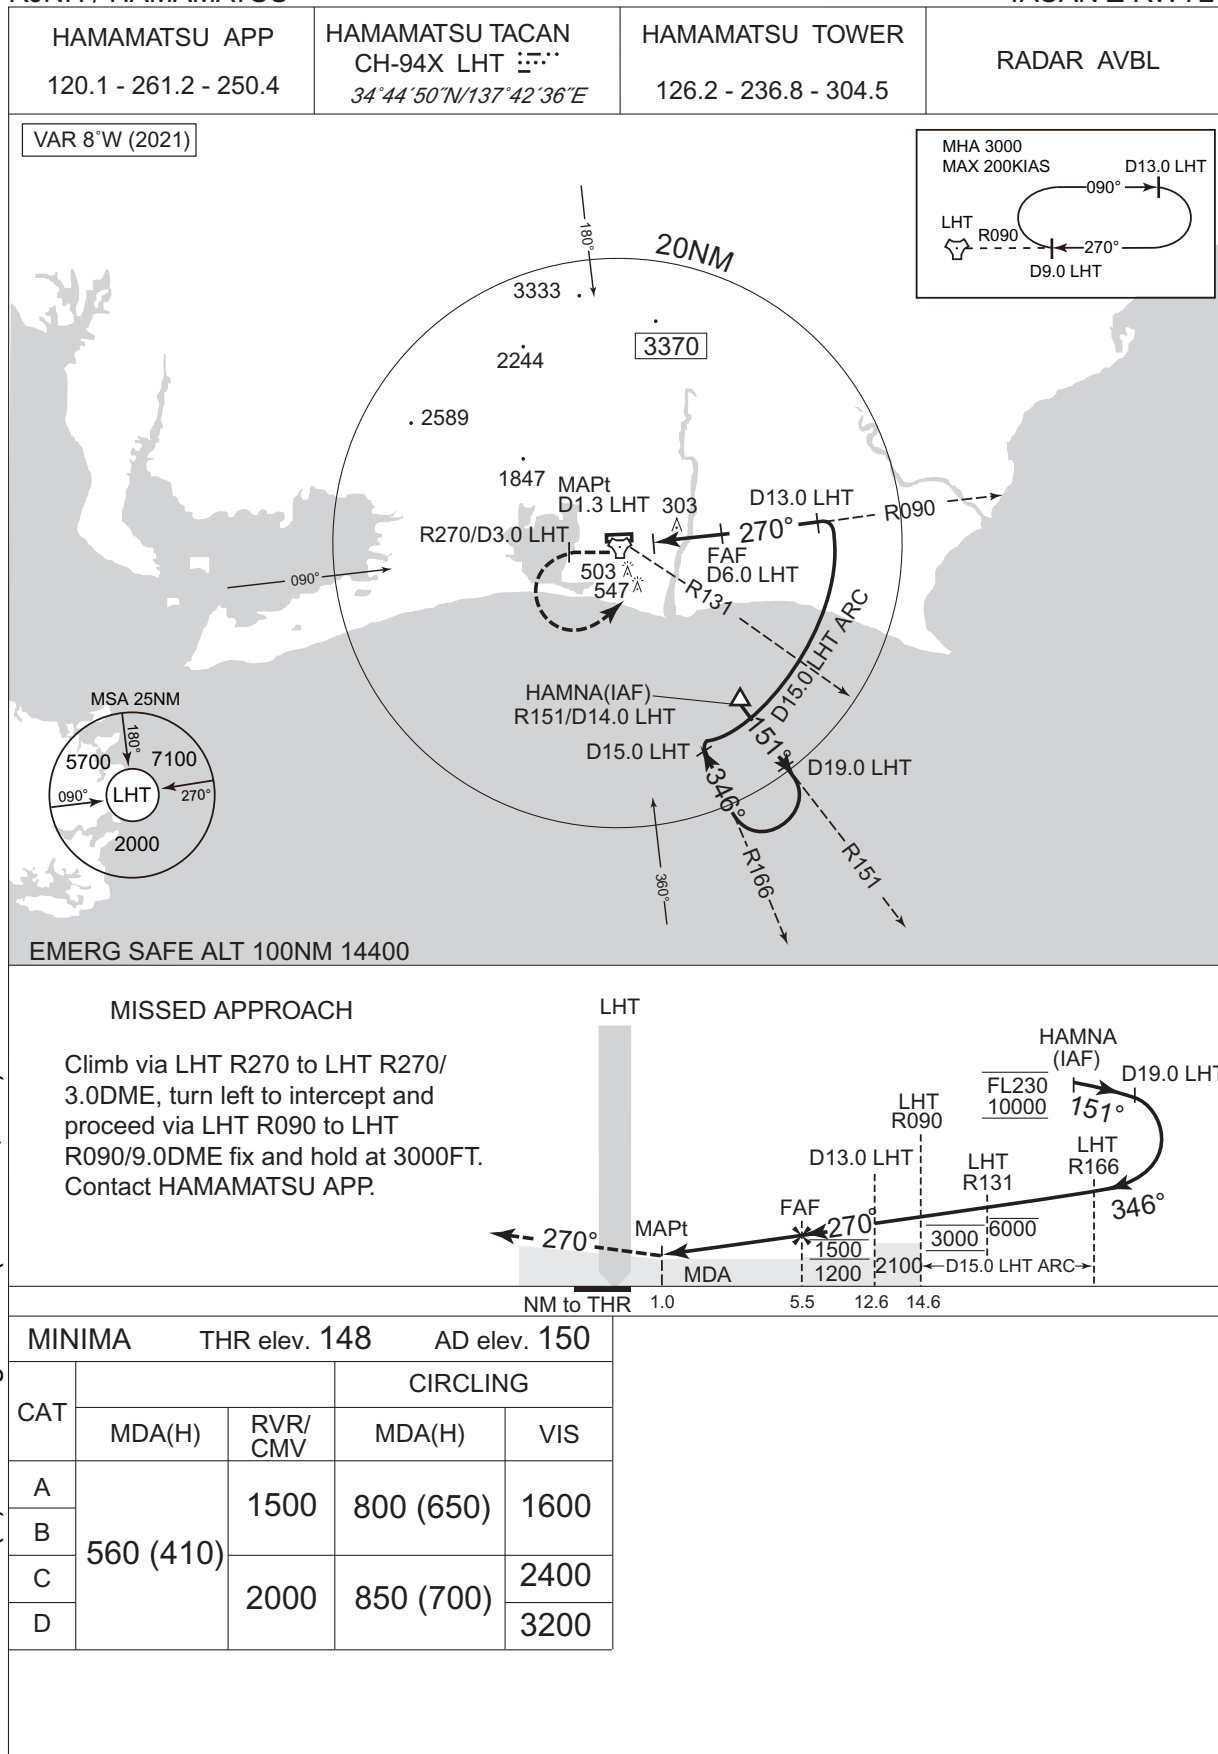 HAMAMATSU APP
120.1 - 261.2 - 250.4
HAMAMATSU TACAN
CH-94X LHT
34°44′50″N/137°42′36″E
HAMAMATSU TOWER
126.2 - 236.8 - 304.5
RADAR AVBL
VAR 8°W (2021)
MHA 3000
MAX 200KIAS
D13.0 LHT
090°
LHT
R090
270°
D9.0 LHT
180°
20NM
3333
3370
2244
2589
1847
MAPt
D1.3 LHT
303
D13.0 LHT
R090
R270/D3.0 LHT
270°
FAF
D6.0 LHT
503
547
R131
090°
D15.0 LHT ARC
HAMNA(IAF)
R151/D14.0 LHT
151°
D15.0 LHT
D19.0 LHT
346°
R166
R151
360°
MSA 25NM
180°
5700
7100
090°
LHT
270°
2000
EMERG SAFE ALT 100NM 14400
MISSED APPROACH
Climb via LHT R270 to LHT R270/
3.0DME, turn left to intercept and
proceed via LHT R090 to LHT
R090/9.0DME fix and hold at 3000FT.
Contact HAMAMATSU APP.
LHT
HAMNA
(IAF)
FL230
10000
151°
D19.0 LHT
LHT
R090
D13.0 LHT
LHT
R131
LHT
R166
346°
FAF
270°
MAPt
270°
1500
3000
6000
MDA
1200
2100
D15.0 LHT ARC
NM to THR
1.0
5.5
12.6
14.6
MINIMA THR elev. 148 AD elev. 150
CAT
CIRCLING
MDA(H)
RVR/
CMV
MDA(H)
VIS
A
B
C
D
560 (410)
1500
2000
800 (650)
850 (700)
1600
2400
3200